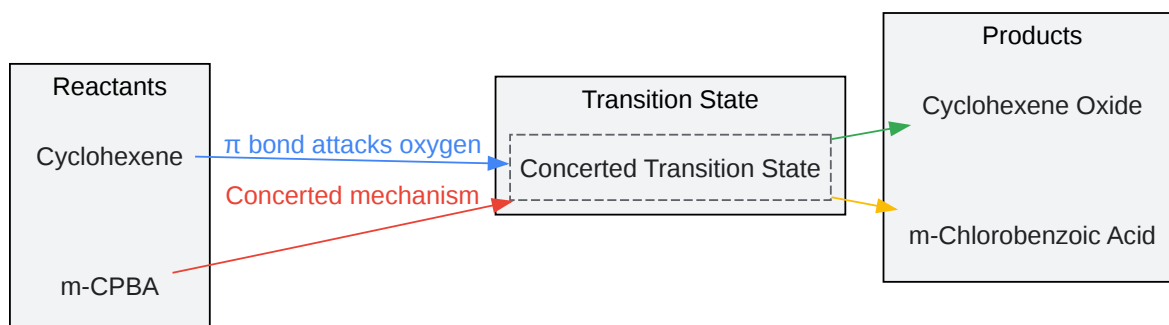 Reactants
Cyclohexene
m-CPBA
π bond attacks oxygen
Concerted mechanism
Transition State
Concerted Transition State
Products
Cyclohexene Oxide
m-Chlorobenzoic Acid